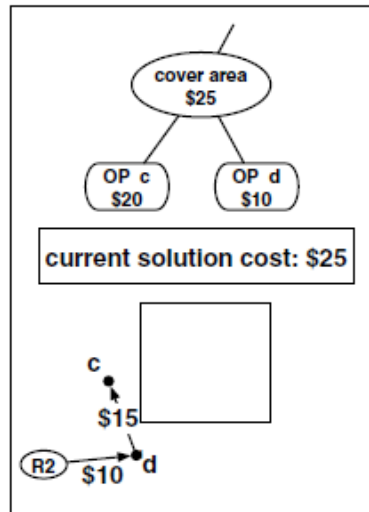 cover area
$25
OP c
$20
OP d
$10
current solution cost: $25
c
$15
R2
$10
d